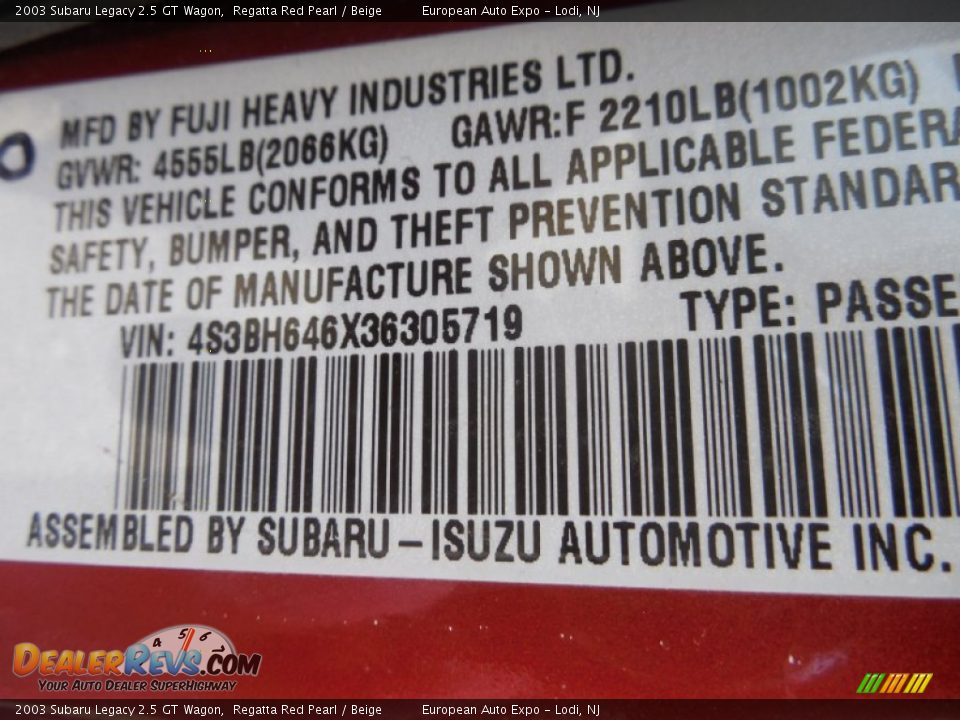 2003 Subaru Legacy 2.5 GT Wagon, Regatta Red Pearl / Beige European Auto Expo - Lodi, NJ
MFD BY FUJI HEAVY INDUSTRIES LTD.
GVWR: 4555LB(2066KG) GAWR:F 2210LB(1002KG)
THIS VEHICLE CONFORMS TO ALL APPLICABLE FEDERA
SAFETY, BUMPER, AND THEFT PREVENTION STANDAR
THE DATE OF MANUFACTURE SHOWN ABOVE.
VIN: 4S3BH646X36305719 TYPE: PASSE
ASSEMBLED BY SUBARU-ISUZU AUTOMOTIVE INC.
4 5 6
DEALERREVS.COM
YOUR AUTO DEALER SUPERHIGHWAY
2003 Subaru Legacy 2.5 GT Wagon, Regatta Red Pearl / Beige European Auto Expo - Lodi, NJ